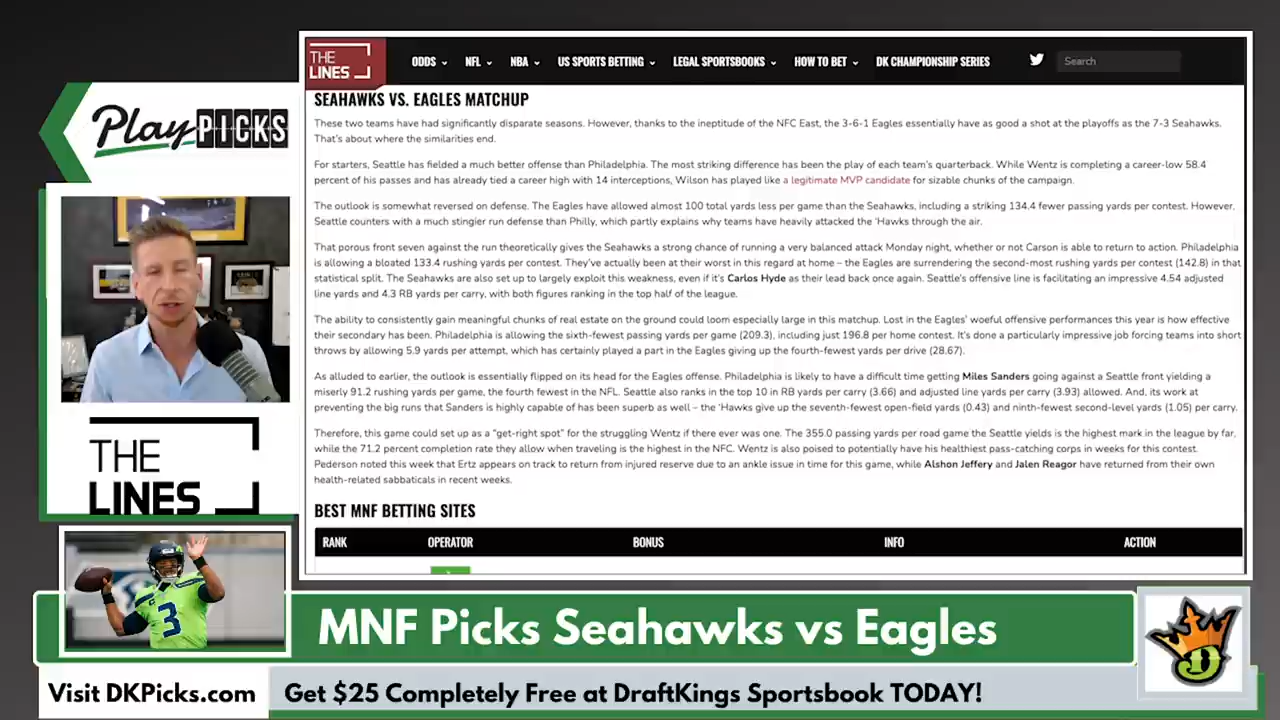 THE
LINES
ODDS
NFL
NBA
US SPORTS BETTING
LEGAL SPORTSBOOKS
HOW TO BET
DK CHAMPIONSHIP SERIES
Search
Play PICKS
SEAHAWKS VS. EAGLES MATCHUP
These two teams have had significantly disparate seasons. However, thanks to the ineptitude of the NFC East, the 3-6-1 Eagles essentially have as good a shot at the playoffs as the 7-3 Seahawks.
That's about where the similarities end.
For starters, Seattle has fielded a much better offense than Philadelphia. The most striking difference has been the play of each team's quarterback. While Wentz is completing a career-low 58.4
percent of his passes and has already tied a career high with 14 interceptions, Wilson has played like a legitimate MVP candidate for sizable chunks of the campaign.
The outlook is somewhat reversed on defense. The Eagles have allowed almost 100 total yards less per game than the Seahawks, including a striking 134.4 fewer passing yards per contest. However,
Seattle counters with a much stingier run defense than Philly, which partly explains why teams have heavily attacked the 'Hawks through the air.
That porous front seven against the run theoretically gives the Seahawks a strong chance of running a very balanced attack Monday night, whether or not Carson is able to return to action. Philadelphia
is allowing a bloated 133.4 rushing yards per contest. They've actually been at their worst in this regard at home – the Eagles are surrendering the second-most rushing yards per contest (142.8) in that
statistical split. The Seahawks are also set up to largely exploit this weakness, even if it's Carlos Hyde as their lead back once again. Seattle's offensive line is facilitating an impressive 4.54 adjusted
line yards and 4.3 RB yards per carry, with both figures ranking in the top half of the league.
The ability to consistently gain meaningful chunks of real estate on the ground could loom especially large in this matchup. Lost in the Eagles' woeful offensive performances this year is how effective
their secondary has been. Philadelphia is allowing the sixth-fewest passing yards per game (209.3), including just 196.8 per home contest. It's done a particularly impressive job forcing teams into short
throws by allowing 5.9 yards per attempt, which has certainly played a part in the Eagles giving up the fourth-fewest yards per drive (28.67).
As alluded to earlier, the outlook is essentially flipped on its head for the Eagles offense. Philadelphia is likely to have a difficult time getting Miles Sanders going against a Seattle front yielding a
miserly 91.2 rushing yards per game, the fourth fewest in the NFL. Seattle also ranks in the top 10 in RB yards per carry (3.66) and adjusted line yards per carry (3.93) allowed. And, its work at
preventing the big runs that Sanders is highly capable of has been superb as well – the 'Hawks give up the seventh-fewest open-field yards (0.43) and ninth-fewest second-level yards (1.05) per carry.
Therefore, this game could set up as a "get-right spot" for the struggling Wentz if there ever was one. The 355.0 passing yards per road game the Seattle yields is the highest mark in the league by far,
while the 71.2 percent completion rate they allow when traveling is the highest in the NFC. Wentz is also poised to potentially have his healthiest pass-catching corps in weeks for this contest.
Pederson noted this week that Ertz appears on track to return from injured reserve due to an ankle issue in time for this game, while Alshon Jeffery and Jalen Reagor have returned from their own
health-related sabbaticals in recent weeks.
BEST MNF BETTING SITES
RANK
OPERATOR
BONUS
INFO
ACTION
THE
LINES
3
MNF Picks Seahawks vs Eagles
D
Visit DKPicks.com
Get $25 Completely Free at DraftKings Sportsbook TODAY!